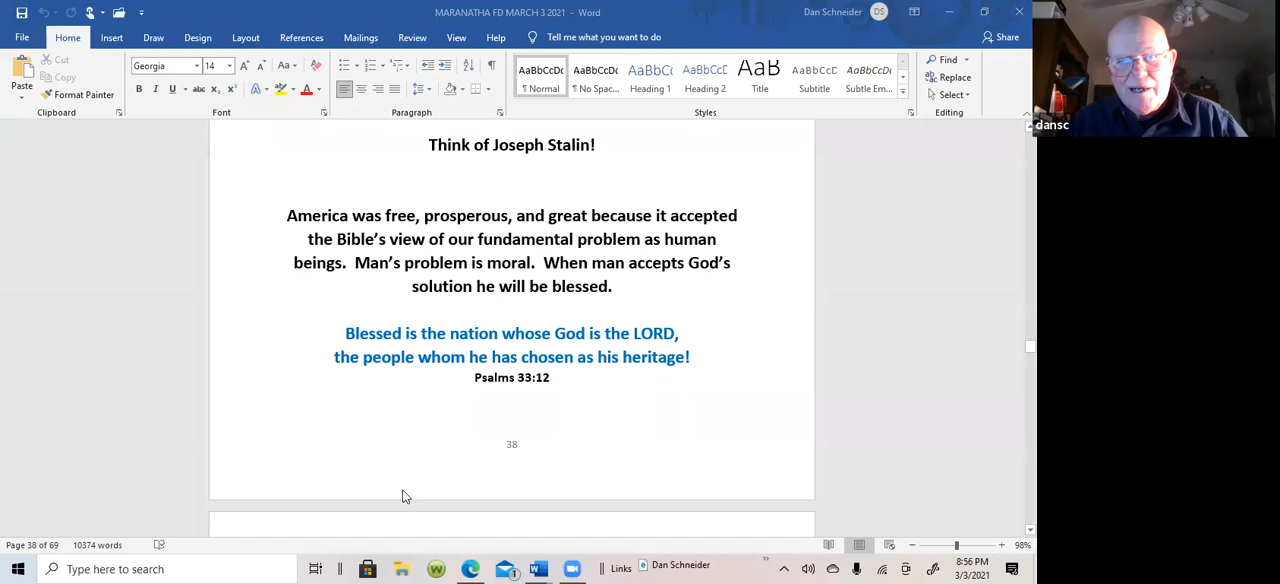 MARANATHA FD MARCH 3 2021 - Word
Dan Schneider
DS
File Home Insert Draw Design Layout References Mailings Review View Help Tell me what you want to do Share
Paste
Cut
Copy
Format Painter
Clipboard
Georgia 14
Font
Paragraph
AaBbCcDc AaBbCcDc AaBbC AaBbCcD AaB AaBbCcD AaBbCcDt
¶ Normal ¶ No Spac... Heading 1 Heading 2 Title Subtitle Subtle Em...
Styles
Find
Replace
Select
Editing
dansc
Think of Joseph Stalin!
America was free, prosperous, and great because it accepted
the Bible's view of our fundamental problem as human
beings. Man's problem is moral. When man accepts God's
solution he will be blessed.
Blessed is the nation whose God is the LORD,
the people whom he has chosen as his heritage!
Psalms 33:12
38
Page 38 of 69 10374 words
98%
Type here to search
Links Dan Schneider
8:56 PM
3/3/2021